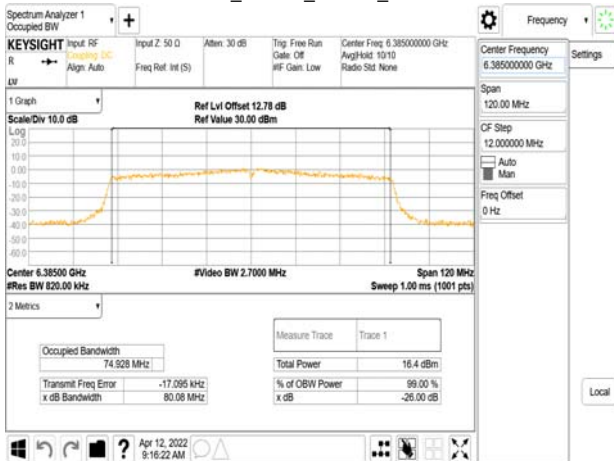 Spectrum Analyzer 1
Occupied BW
Frequency
KEYSIGHT
R
Input: RF
Coupling: DC
Align: Auto
Input Z: 50 Ω
Freq Ref: Int (S)
Atten: 30 dB
Trig: Free Run
Gate: Off
#IF Gain: Low
Center Freq: 6.385000000 GHz
Avg|Hold: 10/10
Radio Std: None
Center Frequency
6.385000000 GHz
Settings
Span
120.00 MHz
CF Step
12.000000 MHz
Auto
Man
Freq Offset
0 Hz
Local
1 Graph
Scale/Div 10.0 dB
Ref Lvl Offset 12.78 dB
Ref Value 30.00 dBm
Log
20.0
10.0
0.00
-10.0
-20.0
-30.0
-40.0
-50.0
-60.0
Center 6.38500 GHz
#Video BW 2.7000 MHz
Span 120 MHz
#Res BW 820.00 kHz
Sweep 1.00 ms (1001 pts)
2 Metrics
Measure Trace Trace 1
Occupied Bandwidth
74.928 MHz
Total Power 16.4 dBm
Transmit Freq Error -17.095 kHz
% of OBW Power 99.00 %
x dB Bandwidth 80.08 MHz
x dB -26.00 dB
Apr 12, 2022
9:16:22 AM